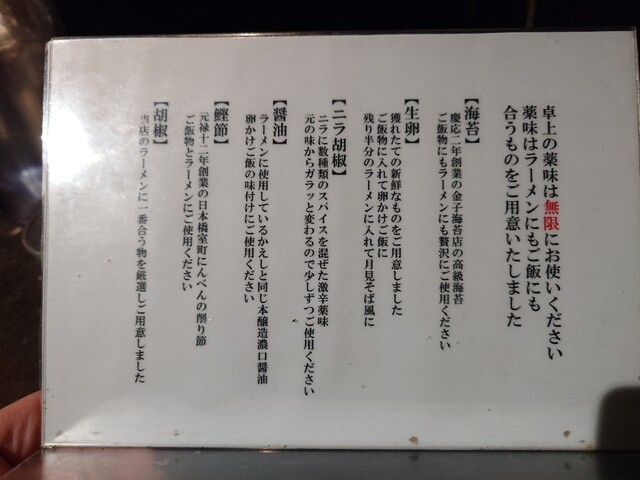 卓上の薬味は無限にお使いください
薬味はラーメンにもご飯にも
合うものをご用意いたしました
【海苔】
慶応二年創業の金子海苔店の高級海苔
ご飯物にもラーメンにも贅沢にご使用ください
【生卵】
獲れたての新鮮なものをご用意しました
ご飯物に入れて卵かけご飯に
残り半分のラーメンに入れて月見そば風に
【ニラ胡椒】
ニラに数種類のスパイスを混ぜた激辛薬味
元の味からガラッと変わるので少しずつご使用ください
【醤油】
ラーメンに使用しているかえしと同じ本醸造濃口醤油
卵かけご飯の味付けにご使用ください
【鰹節】
元禄十二年創業の日本橋室町にんべんの削り節
ご飯物とラーメンにご使用ください
【胡椒】
当店のラーメンに一番合う物を厳選しご用意しました